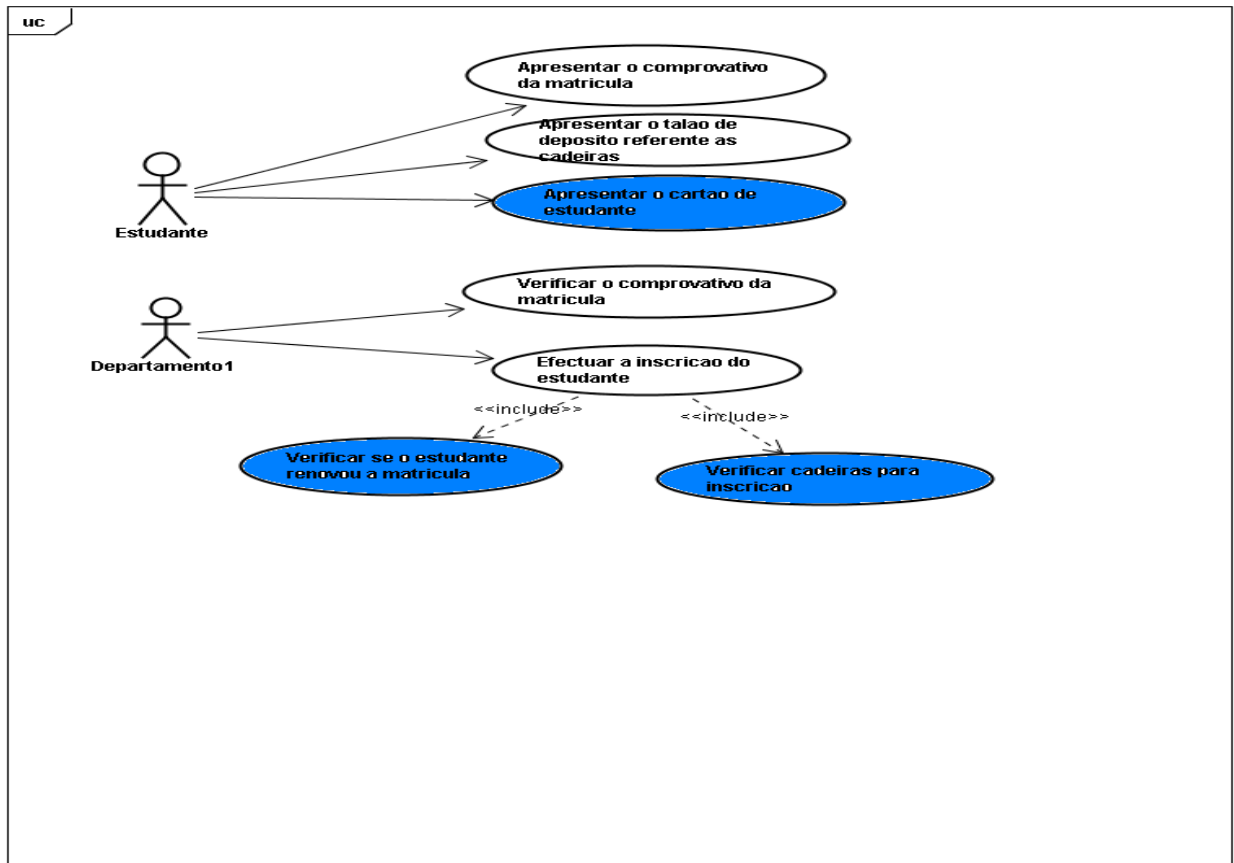 uc
Apresentar o comprovativo
da matricula
Apresentar o talao de
deposito referente as
cadeiras
Apresentar o cartao de
estudante
Estudante
Verificar o comprovativo da
matricula
Departamento1
Efectuar a inscricao do
estudante
<<include>>
<<include>>
Verificar se o estudante
renovou a matricula
Verificar cadeiras para
inscricao